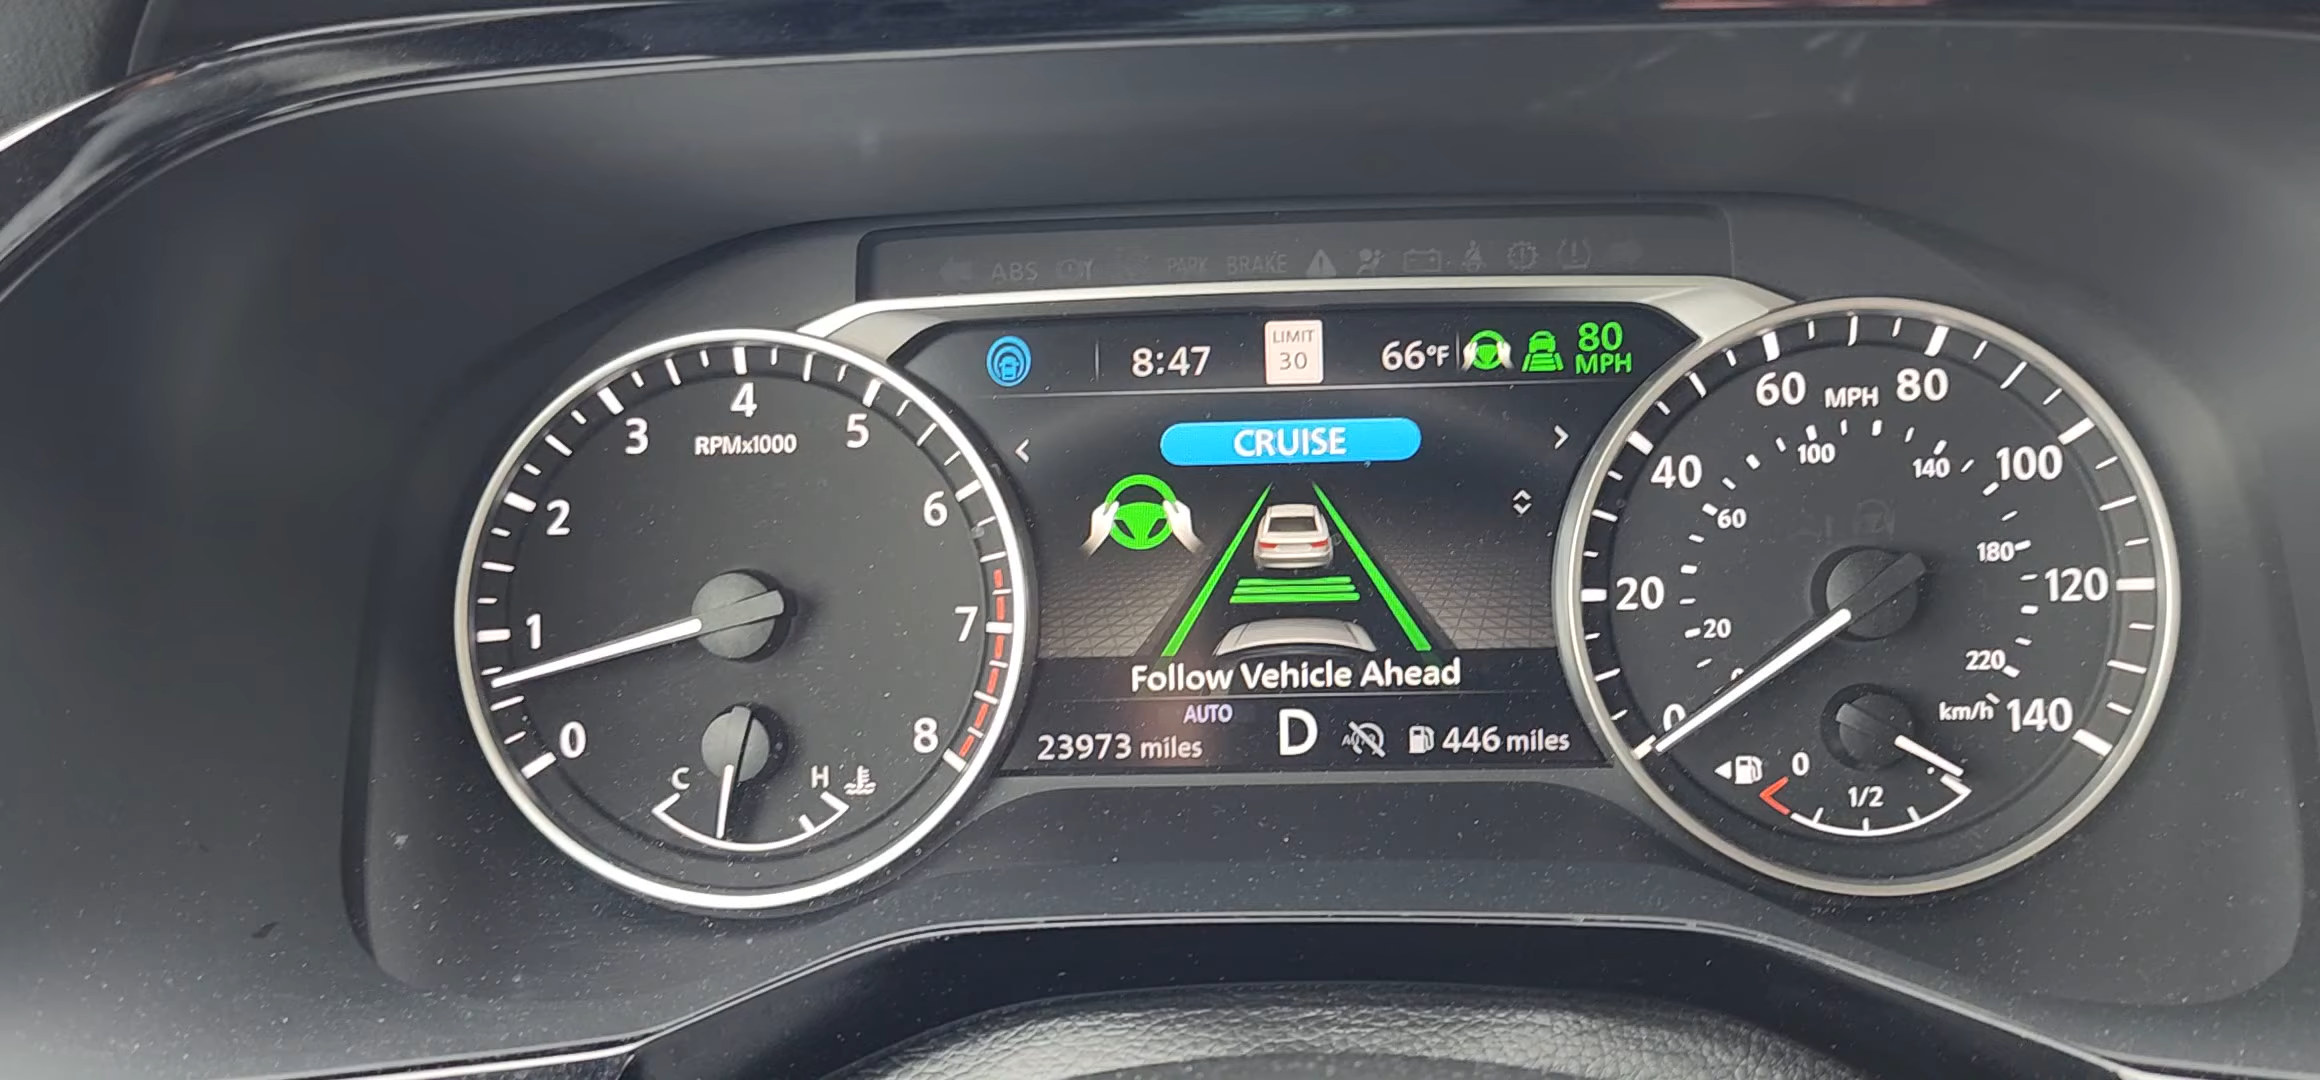 ABS
PARK
BRAKE
8:47
LIMIT
30
66°F
80
MPH
CRUISE
Follow Vehicle Ahead
AUTO
23973 miles
D
446 miles
0
1
2
3
4
5
6
7
8
RPMx1000
C
H
0
20
40
60
MPH
80
100
120
140
20
60
100
140
180
220
km/h
0
1/2